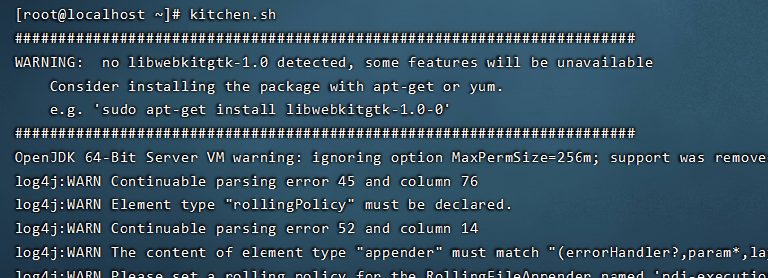 [root@localhost ~]# kitchen.sh
#######################################################################
WARNING:  no libwebkitgtk-1.0 detected, some features will be unavailable
    Consider installing the package with apt-get or yum.
    e.g. 'sudo apt-get install libwebkitgtk-1.0-0'
#######################################################################
OpenJDK 64-Bit Server VM warning: ignoring option MaxPermSize=256m; support was remove
log4j:WARN Continuable parsing error 45 and column 76
log4j:WARN Element type "rollingPolicy" must be declared.
log4j:WARN Continuable parsing error 52 and column 14
log4j:WARN The content of element type "appender" must match "(errorHandler?,param*,la
log4j:WARN Please set a rolling policy for the RollingFileAppender named 'pdi-executio